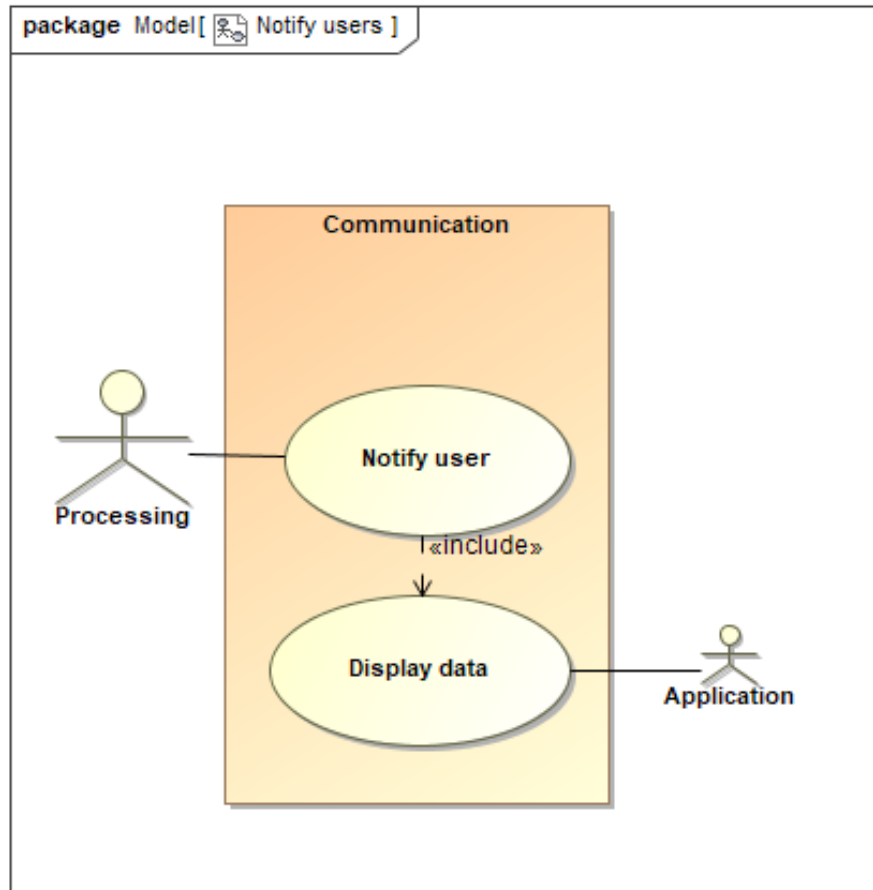 package Model[ Notify users ]
Communication
Notify user
Processing
«include»
Display data
Application